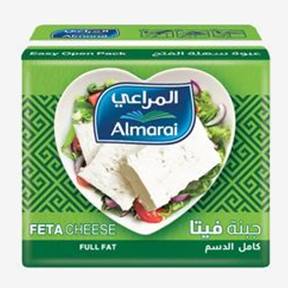 Easy Open Pack
عبوة سهلة الفتح
المراعي
Almarai
FETA CHEESE
جبنة فيتا
FULL FAT
كامل الدسم